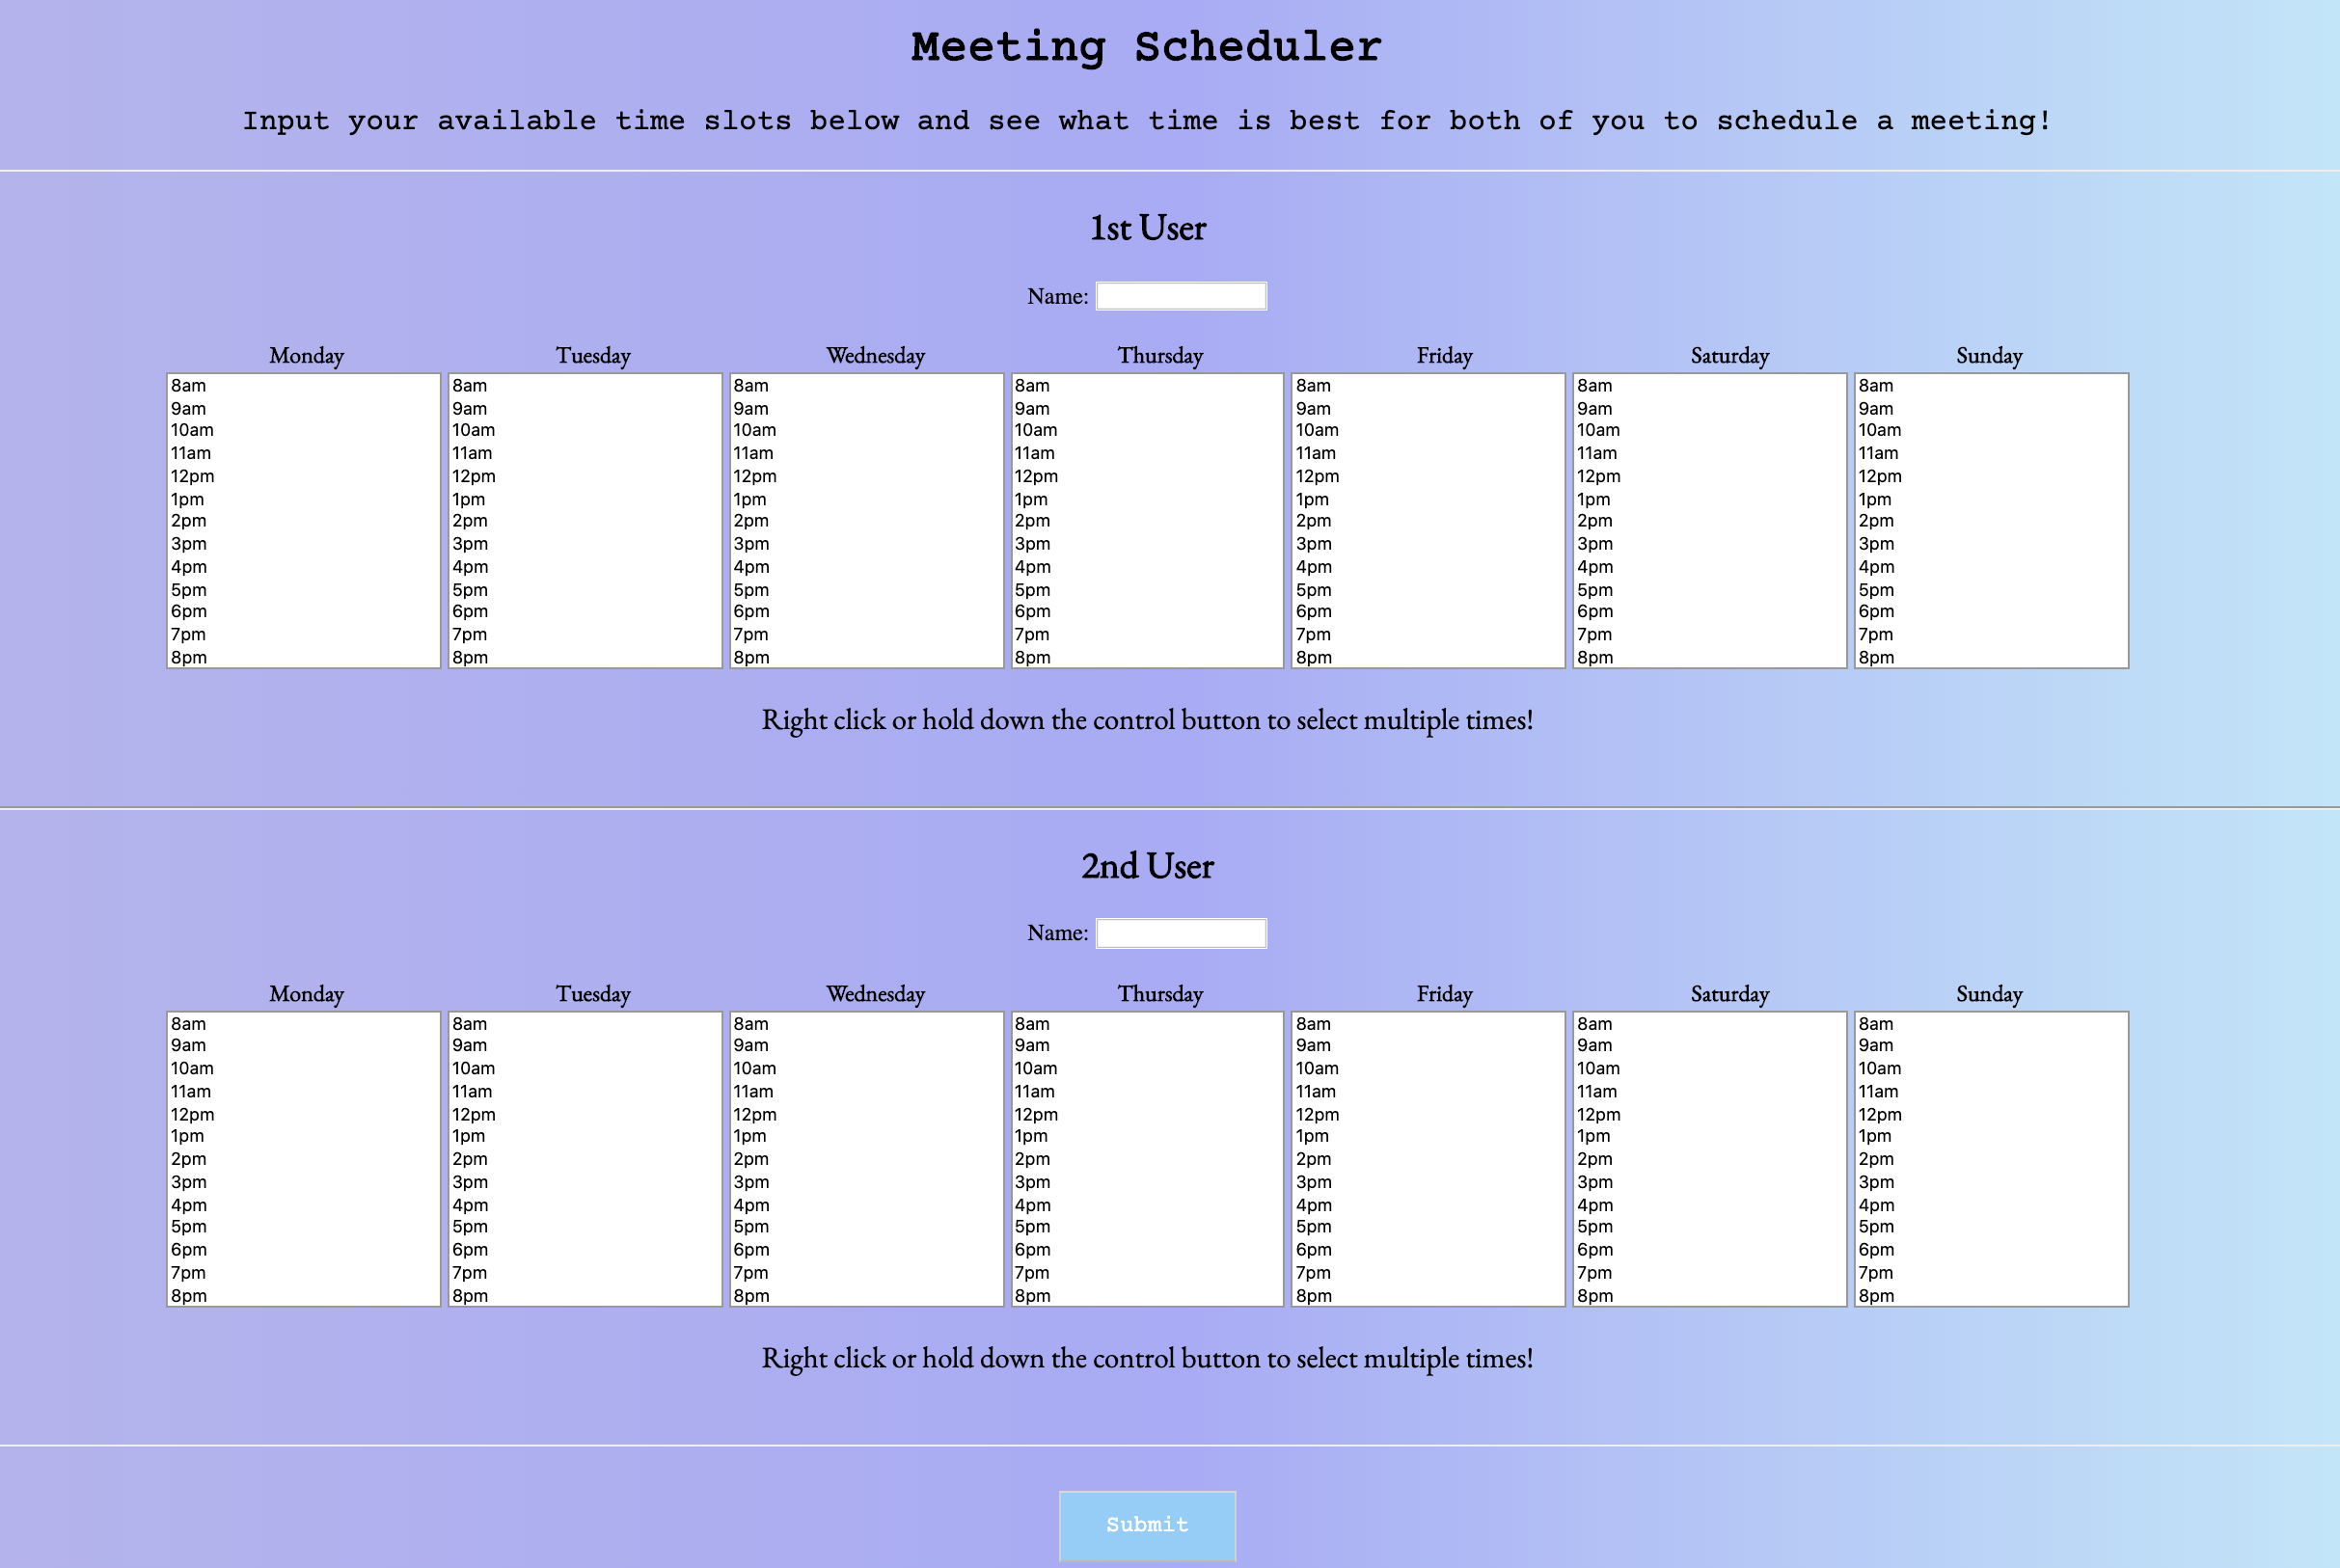 Meeting Scheduler
Input your available time slots below and see what time is best for both of you to schedule a meeting!
1st User
Name:
Monday Tuesday Wednesday Thursday Friday Saturday Sunday
8am 8am 8am 8am 8am 8am 8am
9am 9am 9am 9am 9am 9am 9am
10am 10am 10am 10am 10am 10am 10am
11am 11am 11am 11am 11am 11am 11am
12pm 12pm 12pm 12pm 12pm 12pm 12pm
1pm 1pm 1pm 1pm 1pm 1pm 1pm
2pm 2pm 2pm 2pm 2pm 2pm 2pm
3pm 3pm 3pm 3pm 3pm 3pm 3pm
4pm 4pm 4pm 4pm 4pm 4pm 4pm
5pm 5pm 5pm 5pm 5pm 5pm 5pm
6pm 6pm 6pm 6pm 6pm 6pm 6pm
7pm 7pm 7pm 7pm 7pm 7pm 7pm
8pm 8pm 8pm 8pm 8pm 8pm 8pm
Right click or hold down the control button to select multiple times!
2nd User
Name:
Monday Tuesday Wednesday Thursday Friday Saturday Sunday
8am 8am 8am 8am 8am 8am 8am
9am 9am 9am 9am 9am 9am 9am
10am 10am 10am 10am 10am 10am 10am
11am 11am 11am 11am 11am 11am 11am
12pm 12pm 12pm 12pm 12pm 12pm 12pm
1pm 1pm 1pm 1pm 1pm 1pm 1pm
2pm 2pm 2pm 2pm 2pm 2pm 2pm
3pm 3pm 3pm 3pm 3pm 3pm 3pm
4pm 4pm 4pm 4pm 4pm 4pm 4pm
5pm 5pm 5pm 5pm 5pm 5pm 5pm
6pm 6pm 6pm 6pm 6pm 6pm 6pm
7pm 7pm 7pm 7pm 7pm 7pm 7pm
8pm 8pm 8pm 8pm 8pm 8pm 8pm
Right click or hold down the control button to select multiple times!
Submit